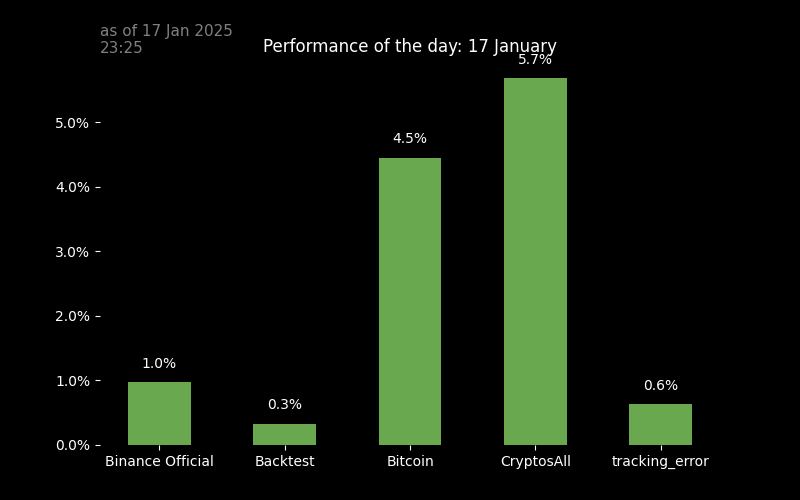 as of 17 Jan 2025
23:25
Performance of the day: 17 January
5.7%
5.0%
4.5%
4.0%
3.0%
2.0%
1.0%
1.0%
0.6%
0.3%
0.0%
Binance Official
Backtest
Bitcoin
CryptosAll
tracking_error